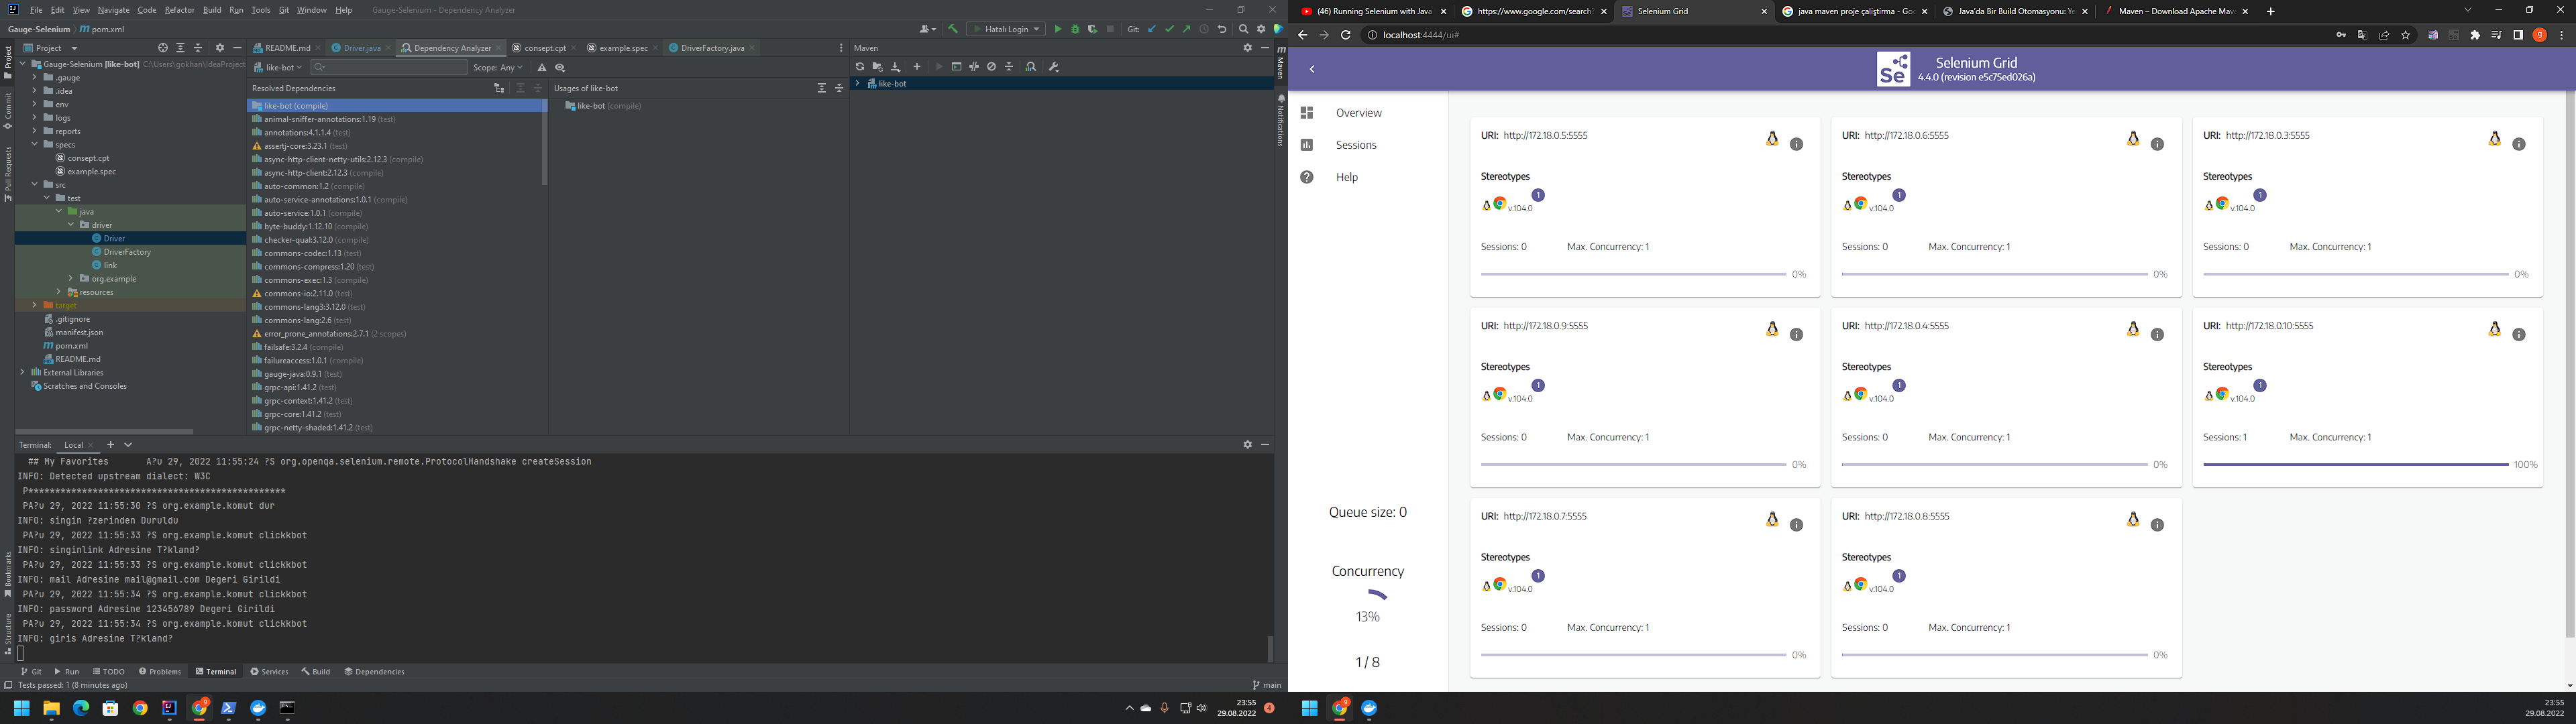 File Edit View Navigate Code Refactor Build Run Tools Git Window Help Gauge-Selenium - Dependency Analyzer
Gauge-Selenium pom.xml
Hatalı Login
Git:
Project
Gauge-Selenium [like-bot] C:\Users\gokhan\IdeaProject
.gauge
.idea
env
logs
reports
specs
consept.cpt
example.spec
src
test
java
driver
Driver
DriverFactory
link
org.example
resources
target
.gitignore
manifest.json
pom.xml
README.md
External Libraries
Scratches and Consoles
Project
Commit
Pull Requests
Bookmarks
Structure
README.md
Driver.java
Dependency Analyzer
consept.cpt
example.spec
DriverFactory.java
like-bot
Scope: Any
Resolved Dependencies
like-bot (compile)
animal-sniffer-annotations:1.19 (test)
annotations:4.1.1.4 (test)
assertj-core:3.23.1 (test)
async-http-client-netty-utils:2.12.3 (compile)
async-http-client:2.12.3 (compile)
auto-common:1.2 (compile)
auto-service-annotations:1.0.1 (compile)
auto-service:1.0.1 (compile)
byte-buddy:1.12.10 (compile)
checker-qual:3.12.0 (compile)
commons-codec:1.13 (test)
commons-compress:1.20 (test)
commons-exec:1.3 (compile)
commons-io:2.11.0 (test)
commons-lang3:3.12.0 (test)
commons-lang:2.6 (test)
error_prone_annotations:2.7.1 (2 scopes)
failsafe:3.2.4 (compile)
failureaccess:1.0.1 (compile)
gauge-java:0.9.1 (test)
grpc-api:1.41.2 (test)
grpc-context:1.41.2 (test)
grpc-core:1.41.2 (test)
grpc-netty-shaded:1.41.2 (test)
Usages of like-bot
like-bot (compile)
Maven
like-bot
Maven
Notifications
Terminal: Local
## My Favorites A?u 29, 2022 11:55:24 ?S org.openqa.selenium.remote.ProtocolHandshake createSession
INFO: Detected upstream dialect: W3C
P************************************************
PA?u 29, 2022 11:55:30 ?S org.example.komut dur
INFO: singin ?zerinden Duruldu
PA?u 29, 2022 11:55:33 ?S org.example.komut clickkbot
INFO: singinlink Adresine T?kland?
PA?u 29, 2022 11:55:33 ?S org.example.komut clickkbot
INFO: mail Adresine mail@gmail.com Degeri Girildi
PA?u 29, 2022 11:55:34 ?S org.example.komut clickkbot
INFO: password Adresine 123456789 Degeri Girildi
PA?u 29, 2022 11:55:34 ?S org.example.komut clickkbot
INFO: giris Adresine T?kland?
Git Run TODO Problems Terminal Services Build Dependencies
Tests passed: 1 (8 minutes ago)
main
23:55
29.08.2022
4
(46) Running Selenium with Java
https://www.google.com/search?
Selenium Grid
java maven proje çaliştirma - Goo
Java'da Bir Build Otomasyonu: Ye
Maven – Download Apache Mav
localhost:4444/ui#
g
Se
Selenium Grid
4.4.0 (revision e5c75ed026a)
Overview
Sessions
Help
Queue size: 0
Concurrency
13%
1 / 8
URI: http://172.18.0.5:5555
Stereotypes
1
v.104.0
Sessions: 0 Max. Concurrency: 1
0%
URI: http://172.18.0.6:5555
Stereotypes
1
v.104.0
Sessions: 0 Max. Concurrency: 1
0%
URI: http://172.18.0.3:5555
Stereotypes
1
v.104.0
Sessions: 0 Max. Concurrency: 1
0%
URI: http://172.18.0.9:5555
Stereotypes
1
v.104.0
Sessions: 0 Max. Concurrency: 1
0%
URI: http://172.18.0.4:5555
Stereotypes
1
v.104.0
Sessions: 0 Max. Concurrency: 1
0%
URI: http://172.18.0.10:5555
Stereotypes
1
v.104.0
Sessions: 1 Max. Concurrency: 1
100%
URI: http://172.18.0.7:5555
Stereotypes
1
v.104.0
Sessions: 0 Max. Concurrency: 1
0%
URI: http://172.18.0.8:5555
Stereotypes
1
v.104.0
Sessions: 0 Max. Concurrency: 1
0%
23:55
29.08.2022